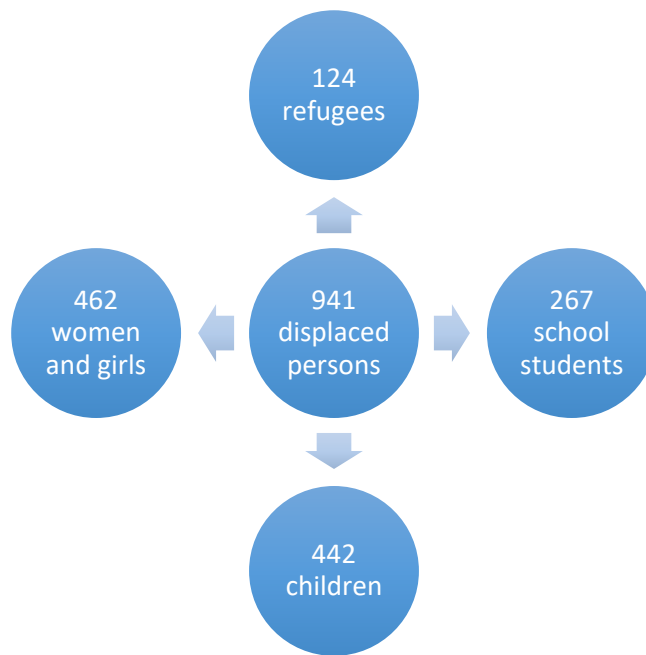 124
refugees
462
women
and girls
941
displaced
persons
267
school
students
442
children